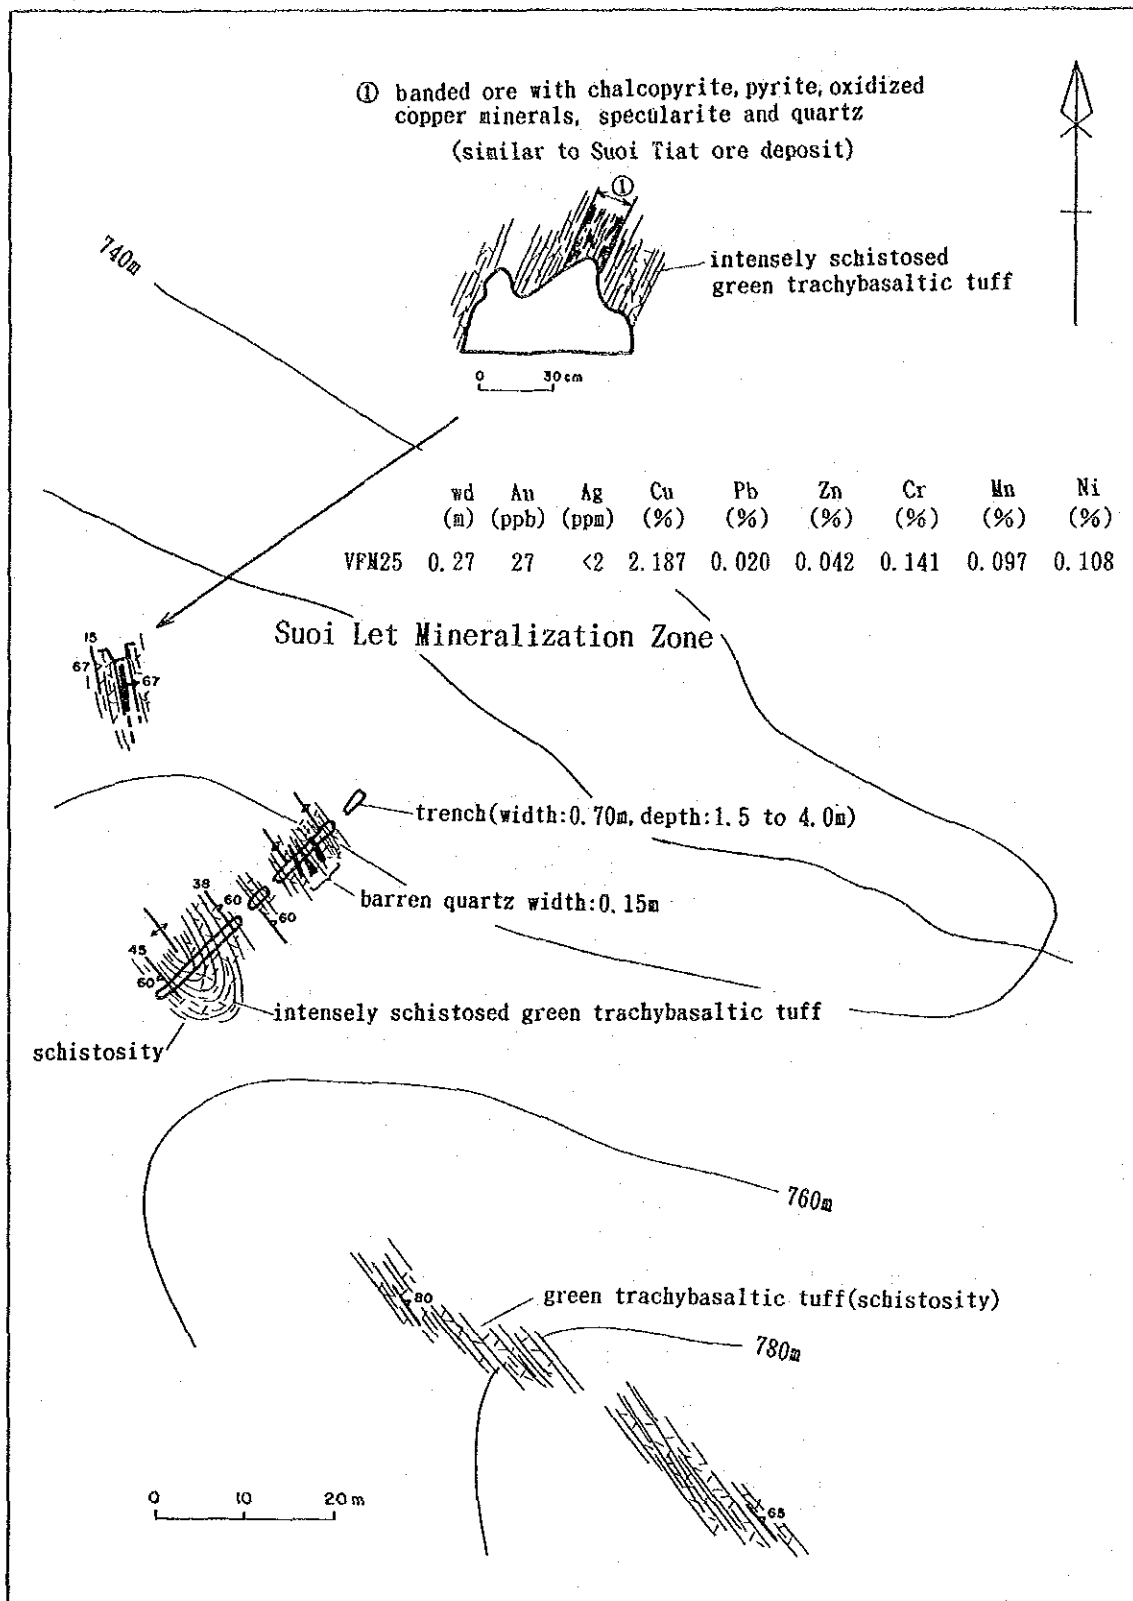 ① banded ore with chalcopyrite, pyrite, oxidized
copper minerals, specularite and quartz
(similar to Suoi Tiat ore deposit)
①
740m
intensely schistosed
green trachybasaltic tuff
0 30cm
wd Au Ag Cu Pb Zn Cr Mn Ni
(m) (ppb) (ppm) (%) (%) (%) (%) (%) (%)
VFM25 0.27 27 <2 2.187 0.020 0.042 0.141 0.097 0.108
Suoi Let Mineralization Zone
15
67
67
trench(width:0.70m, depth:1.5 to 4.0m)
38
60
barren quartz width:0.15m
60
45
60
intensely schistosed green trachybasaltic tuff
schistosity
760m
80
green trachybasaltic tuff(schistosity)
780m
0 10 20m
65